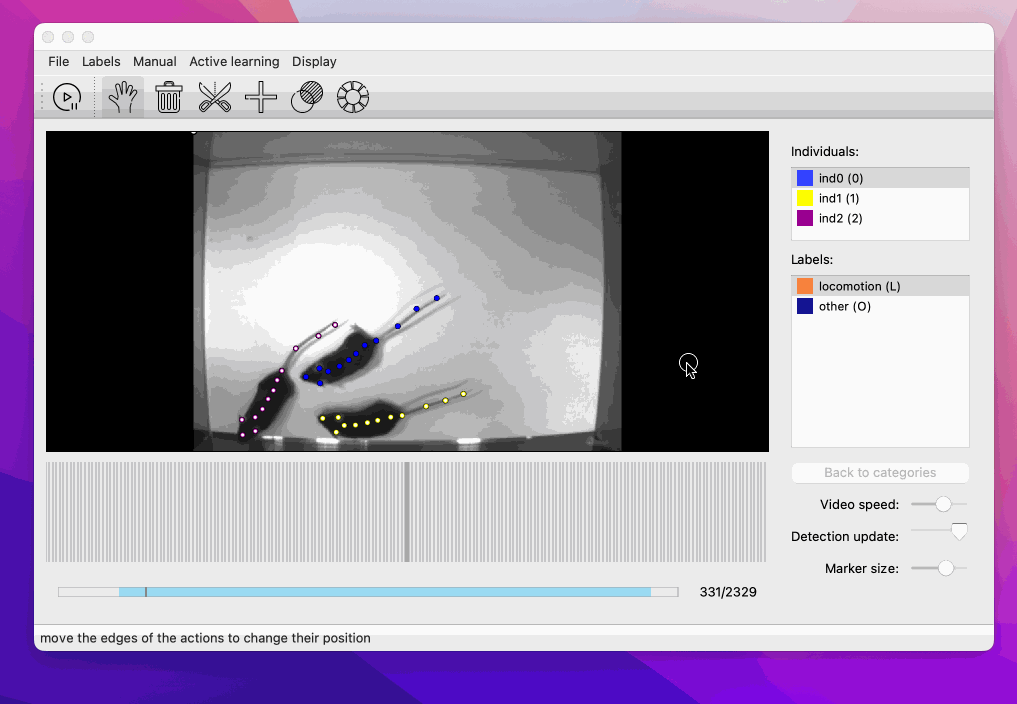 File Labels Manual Active learning Display
Individuals:
ind0 (0)
ind1 (1)
ind2 (2)
Labels:
locomotion (L)
other (O)
Back to categories
Video speed:
Detection update:
Marker size:
331/2329
move the edges of the actions to change their position